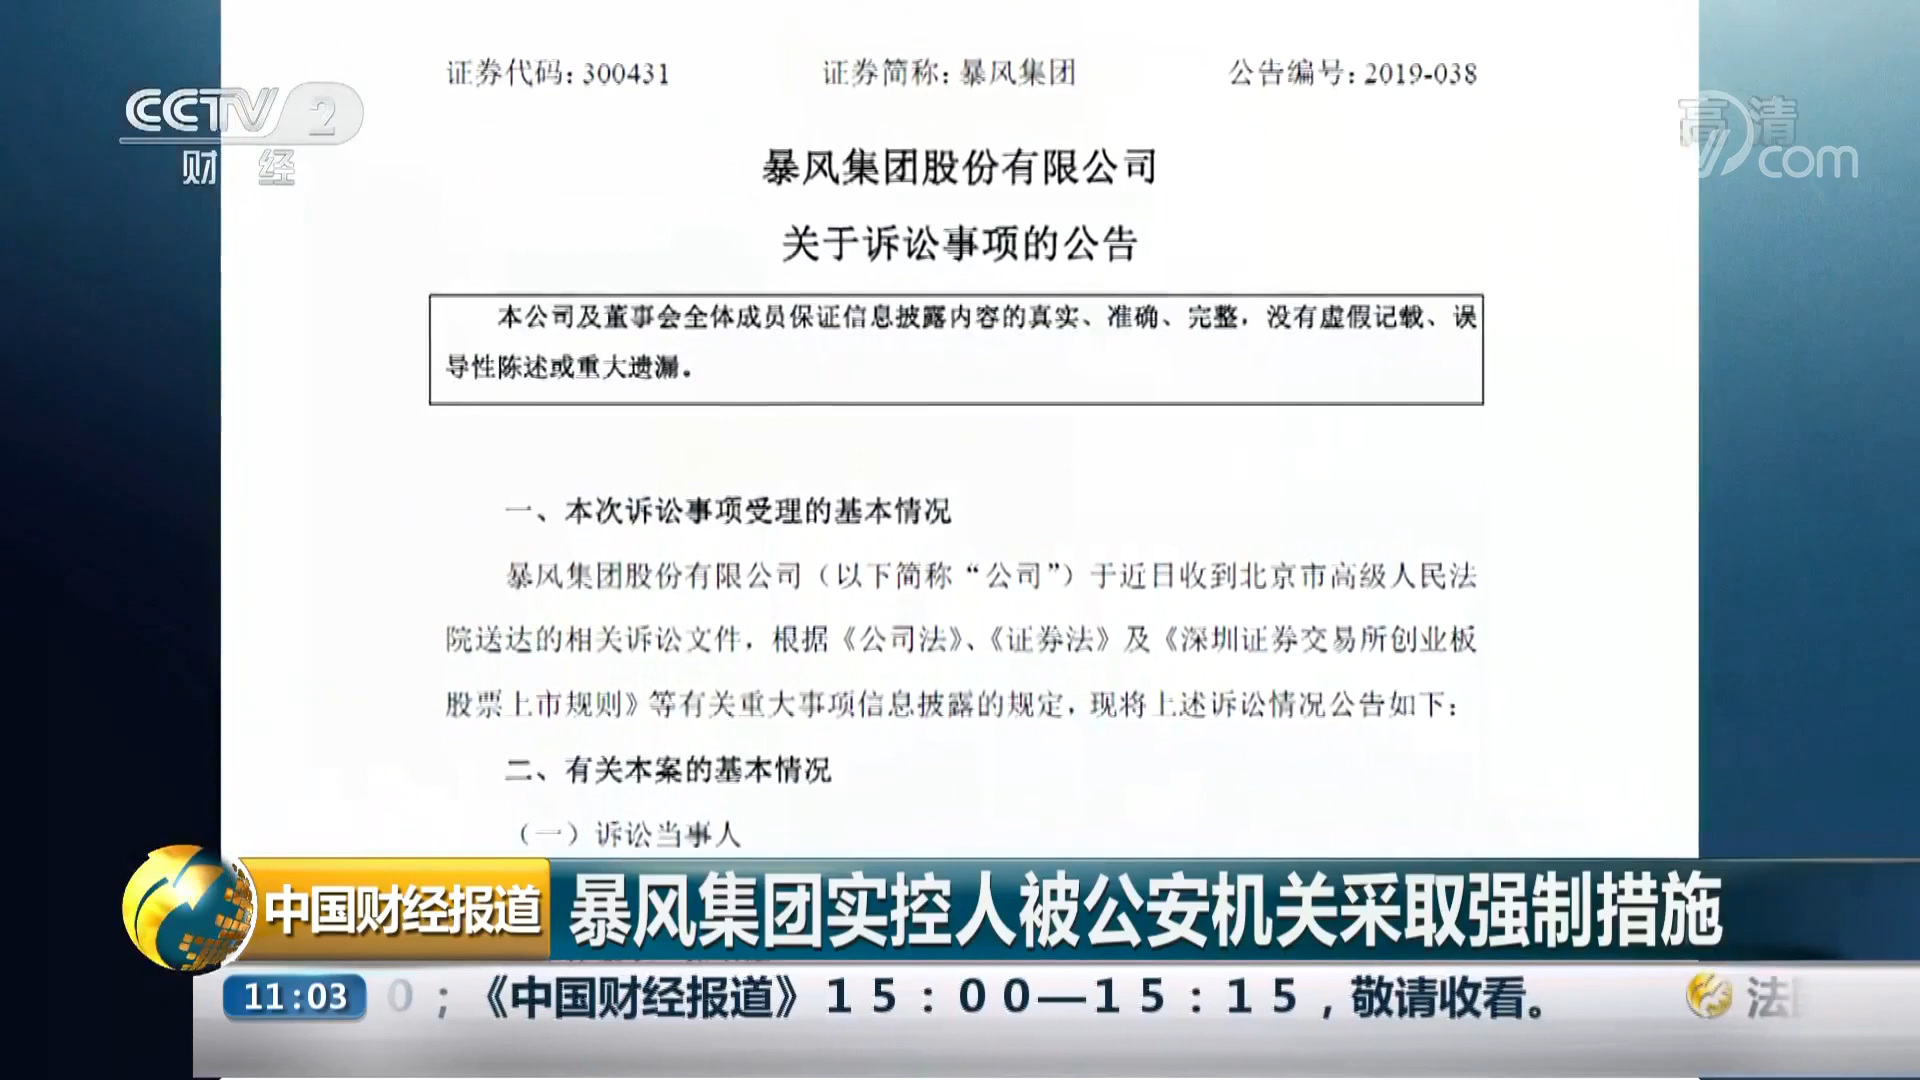 证券代码：300431 证券简称：暴风集团 公告编号：2019-038
CCTV 2
财 经
高清
com
暴风集团股份有限公司
关于诉讼事项的公告
本公司及董事会全体成员保证信息披露内容的真实、准确、完整，没有虚假记载、误
导性陈述或重大遗漏。
一、本次诉讼事项受理的基本情况
暴风集团股份有限公司（以下简称“公司”）于近日收到北京市高级人民法
院送达的相关诉讼文件，根据《公司法》、《证券法》及《深圳证券交易所创业板
股票上市规则》等有关重大事项信息披露的规定，现将上述诉讼情况公告如下：
二、有关本案的基本情况
（一）诉讼当事人
中国财经报道 暴风集团实控人被公安机关采取强制措施
11:03 0；《中国财经报道》15：00—15：15，敬请收看。 法